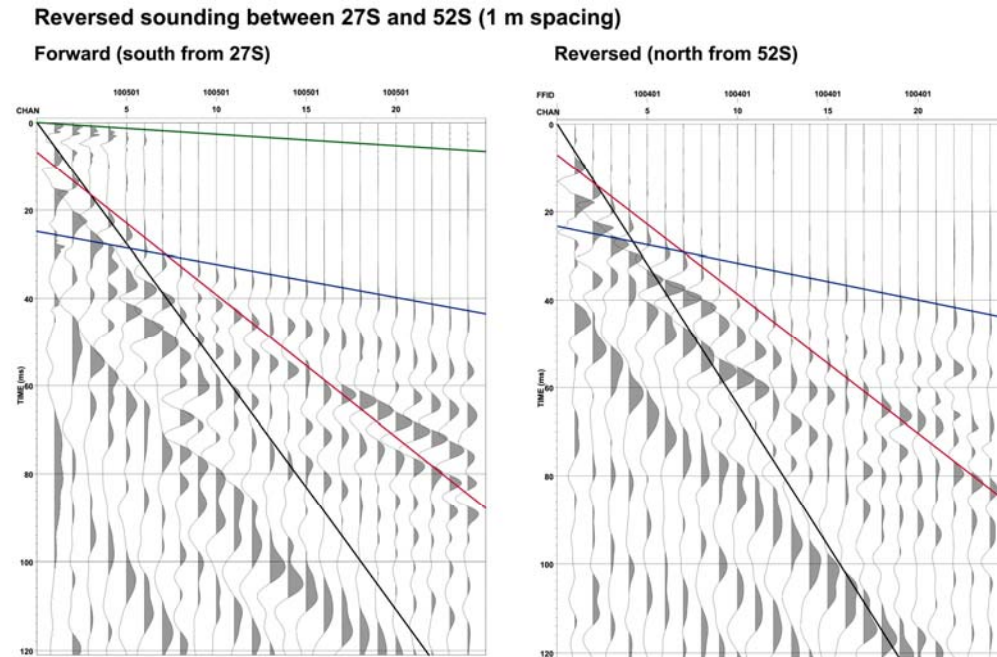 Reversed sounding between 27S and 52S (1 m spacing)
Forward (south from 27S)
100501 100501 100501 100501
CHAN 5 10 15 20
0
20
40
60
80
100
120
TIME (ms)
Reversed (north from 52S)
FFID 100401 100401 100401 100401
CHAN 5 10 15 20
0
20
40
60
80
100
120
TIME (ms)